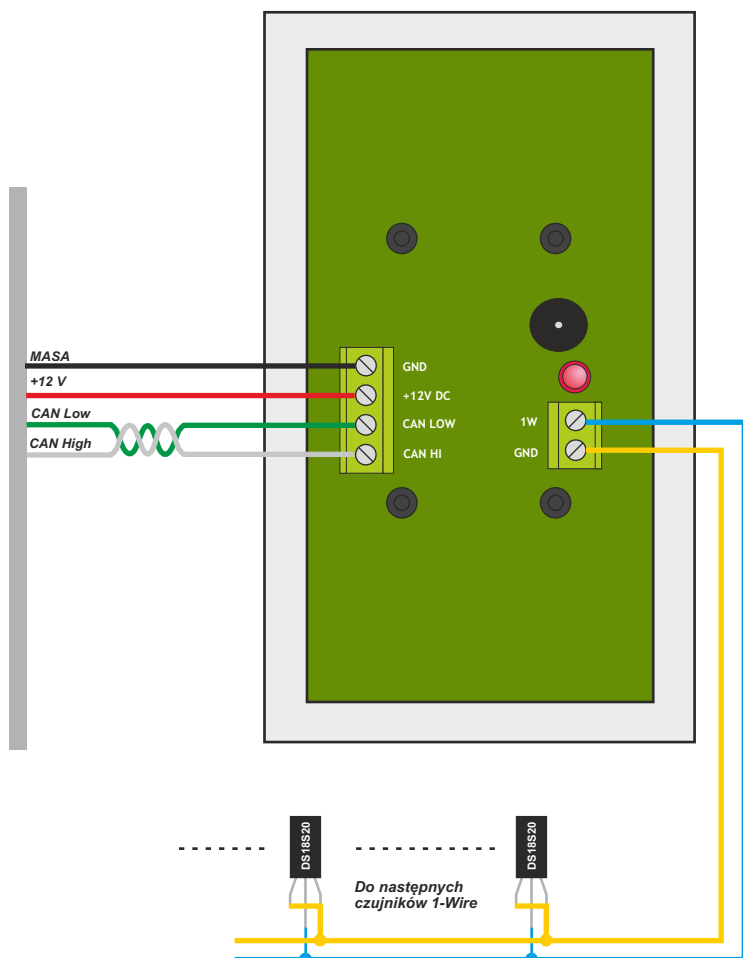 MASA
+12 V
CAN Low
CAN High
GND
+12V DC
CAN LOW
CAN HI
1W
GND
DS18S20
DS18S20
Do następnych
czujników 1-Wire